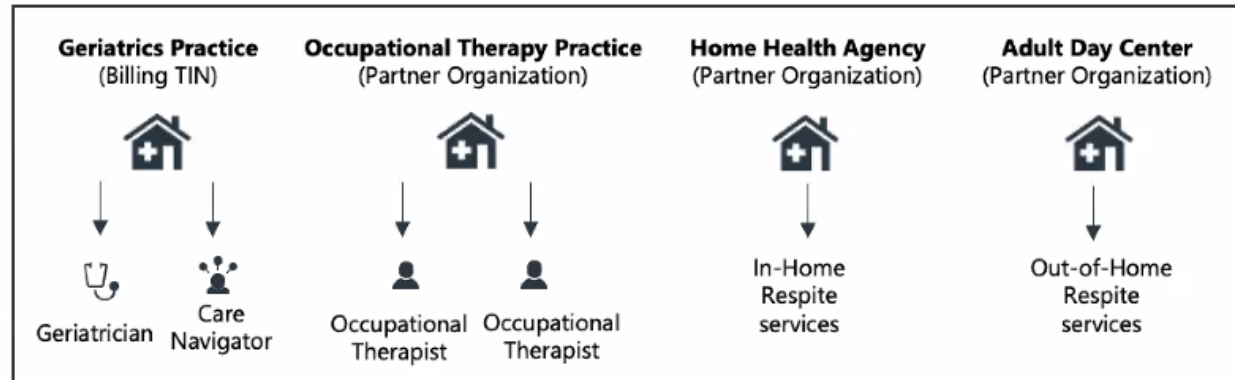 Geriatrics Practice
(Billing TIN)
Geriatrician
Care
Navigator
Occupational Therapy Practice
(Partner Organization)
Occupational
Therapist
Occupational
Therapist
Home Health Agency
(Partner Organization)
In-Home
Respite
services
Adult Day Center
(Partner Organization)
Out-of-Home
Respite
services